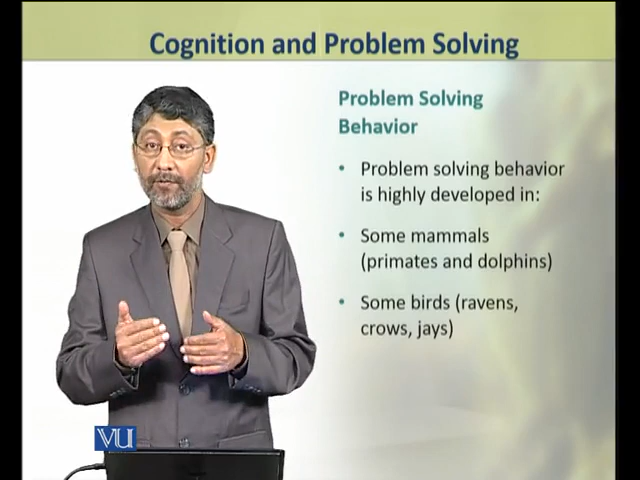 Cognition and Problem Solving
Problem Solving
Behavior
• Problem solving behavior
is highly developed in:
• Some mammals
(primates and dolphins)
• Some birds (ravens,
crows, jays)
VU